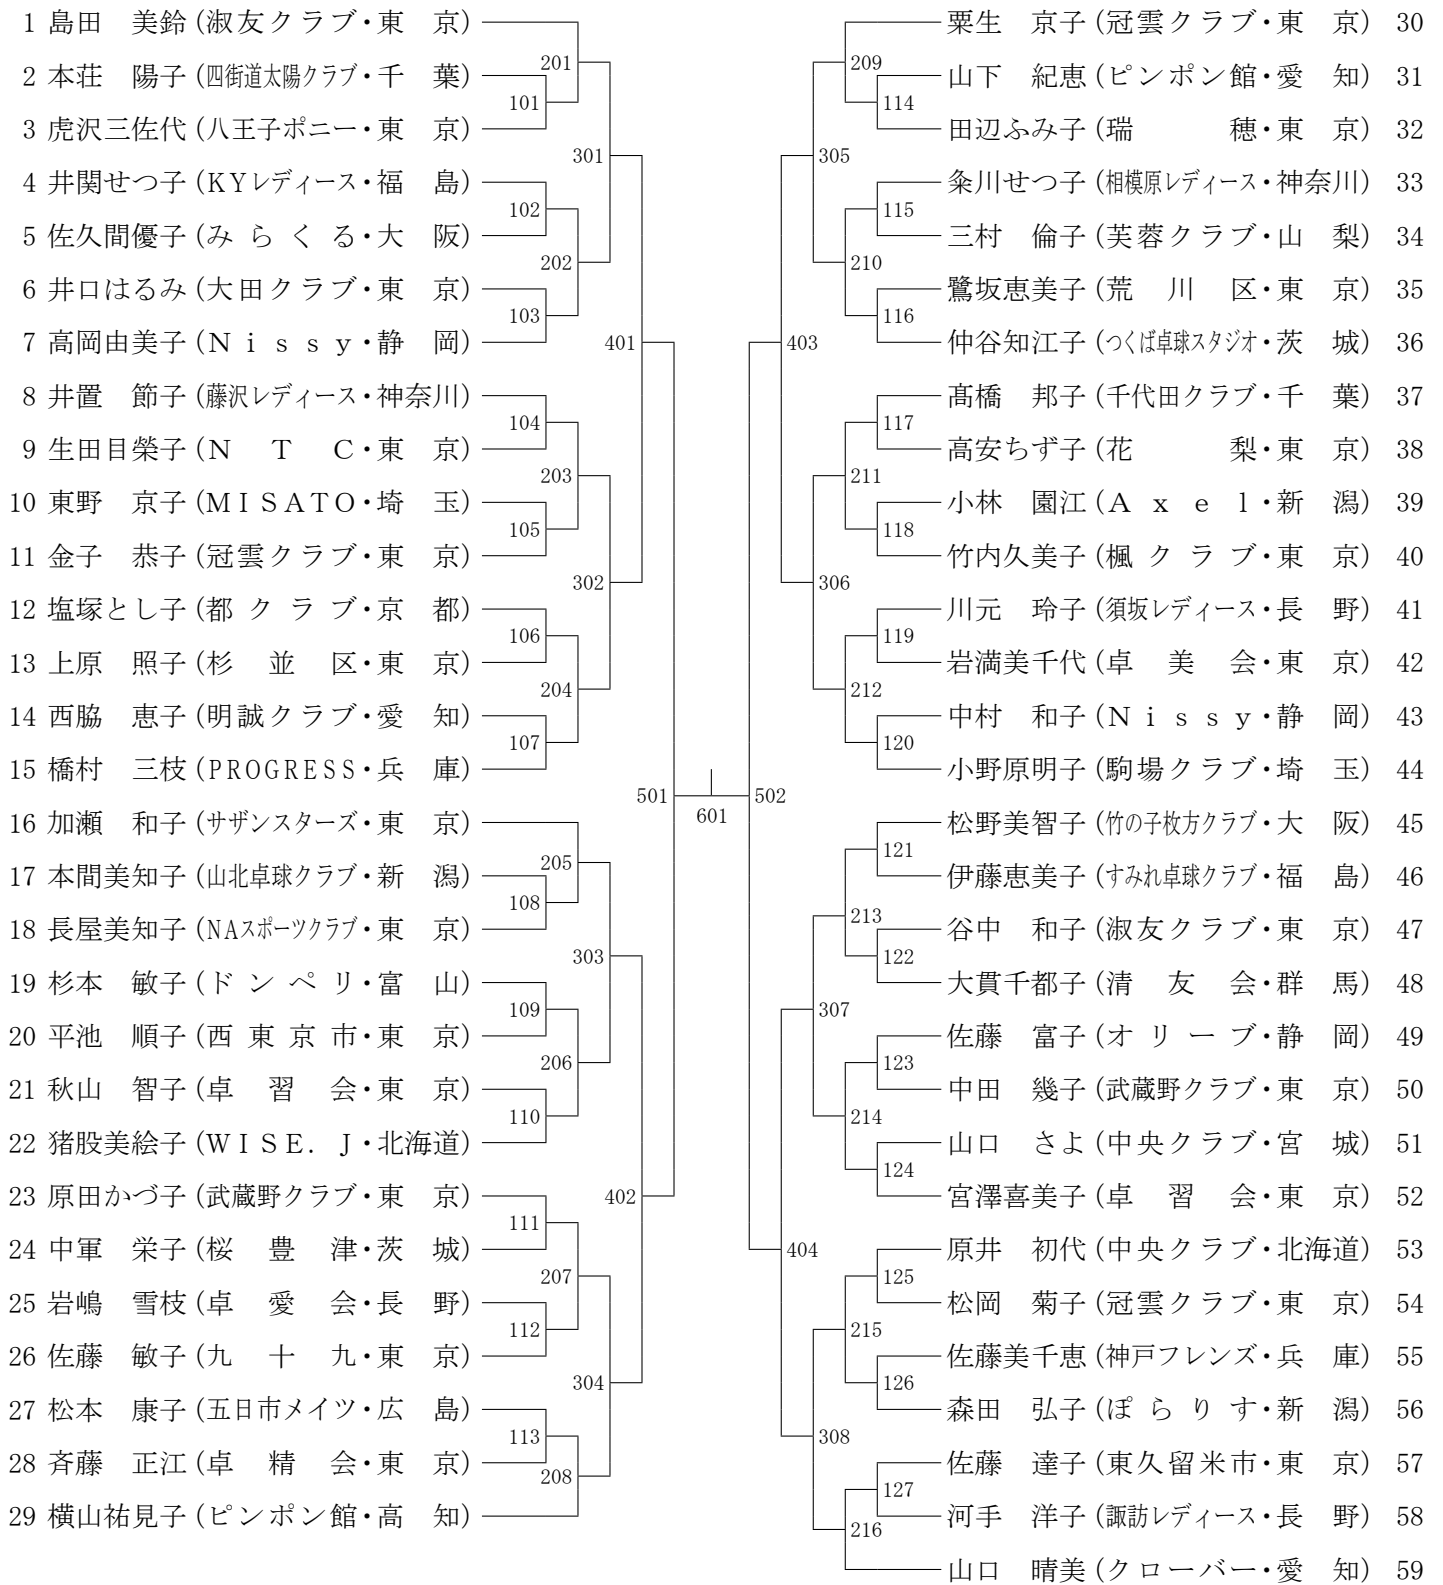 1 島田　美鈴 (淑友クラブ・東　京)
2 本荘　陽子 (四街道太陽クラブ・千　葉)
3 虎沢三佐代 (八王子ポニー・東　京)
4 井関せつ子 (KYレディース・福　島)
5 佐久間優子 (みらくる・大　阪)
6 井口はるみ (大田クラブ・東　京)
7 高岡由美子 (Nissy・静　岡)
8 井置　節子 (藤沢レディース・神奈川)
9 生田目榮子 (NTC・東　京)
10 東野　京子 (MISATO・埼　玉)
11 金子　恭子 (冠雲クラブ・東　京)
12 塩塚とし子 (都クラブ・京　都)
13 上原　照子 (杉並区・東　京)
14 西脇　恵子 (明誠クラブ・愛　知)
15 橋村　三枝 (PROGRESS・兵　庫)
16 加瀬　和子 (サザンスターズ・東　京)
17 本間美知子 (山北卓球クラブ・新　潟)
18 長屋美知子 (NAスポーツクラブ・東　京)
19 杉本　敏子 (ドンペリ・富　山)
20 平池　順子 (西東京市・東　京)
21 秋山　智子 (卓習会・東　京)
22 猪股美絵子 (WISE. J・北海道)
23 原田かづ子 (武蔵野クラブ・東　京)
24 中軍　栄子 (桜豊津・茨　城)
25 岩嶋　雪枝 (卓愛会・長　野)
26 佐藤　敏子 (九十九・東　京)
27 松本　康子 (五日市メイツ・広　島)
28 斉藤　正江 (卓精会・東　京)
29 横山祐見子 (ピンポン館・高　知)
101
102
103
104
105
106
107
108
109
110
111
112
113
201
202
203
204
205
206
207
208
301
302
303
304
401
402
501
601
502
403
404
305
306
307
308
209
210
211
212
213
214
215
216
114
115
116
117
118
119
120
121
122
123
124
125
126
127
粟生　京子 (冠雲クラブ・東　京) 30
山下　紀恵 (ピンポン館・愛　知) 31
田辺ふみ子 (瑞穂・東　京) 32
粂川せつ子 (相模原レディース・神奈川) 33
三村　倫子 (芙蓉クラブ・山　梨) 34
鷺坂恵美子 (荒川区・東　京) 35
仲谷知江子 (つくば卓球スタジオ・茨　城) 36
髙橋　邦子 (千代田クラブ・千　葉) 37
高安ちず子 (花梨・東　京) 38
小林　園江 (Axel・新　潟) 39
竹内久美子 (楓クラブ・東　京) 40
川元　玲子 (須坂レディース・長　野) 41
岩満美千代 (卓美会・東　京) 42
中村　和子 (Nissy・静　岡) 43
小野原明子 (駒場クラブ・埼　玉) 44
松野美智子 (竹の子枚方クラブ・大　阪) 45
伊藤恵美子 (すみれ卓球クラブ・福　島) 46
谷中　和子 (淑友クラブ・東　京) 47
大貫千都子 (清友会・群　馬) 48
佐藤　富子 (オリーブ・静　岡) 49
中田　幾子 (武蔵野クラブ・東　京) 50
山口　さよ (中央クラブ・宮　城) 51
宮澤喜美子 (卓習会・東　京) 52
原井　初代 (中央クラブ・北海道) 53
松岡　菊子 (冠雲クラブ・東　京) 54
佐藤美千恵 (神戸フレンズ・兵　庫) 55
森田　弘子 (ぽらりす・新　潟) 56
佐藤　達子 (東久留米市・東　京) 57
河手　洋子 (諏訪レディース・長　野) 58
山口　晴美 (クローバー・愛　知) 59